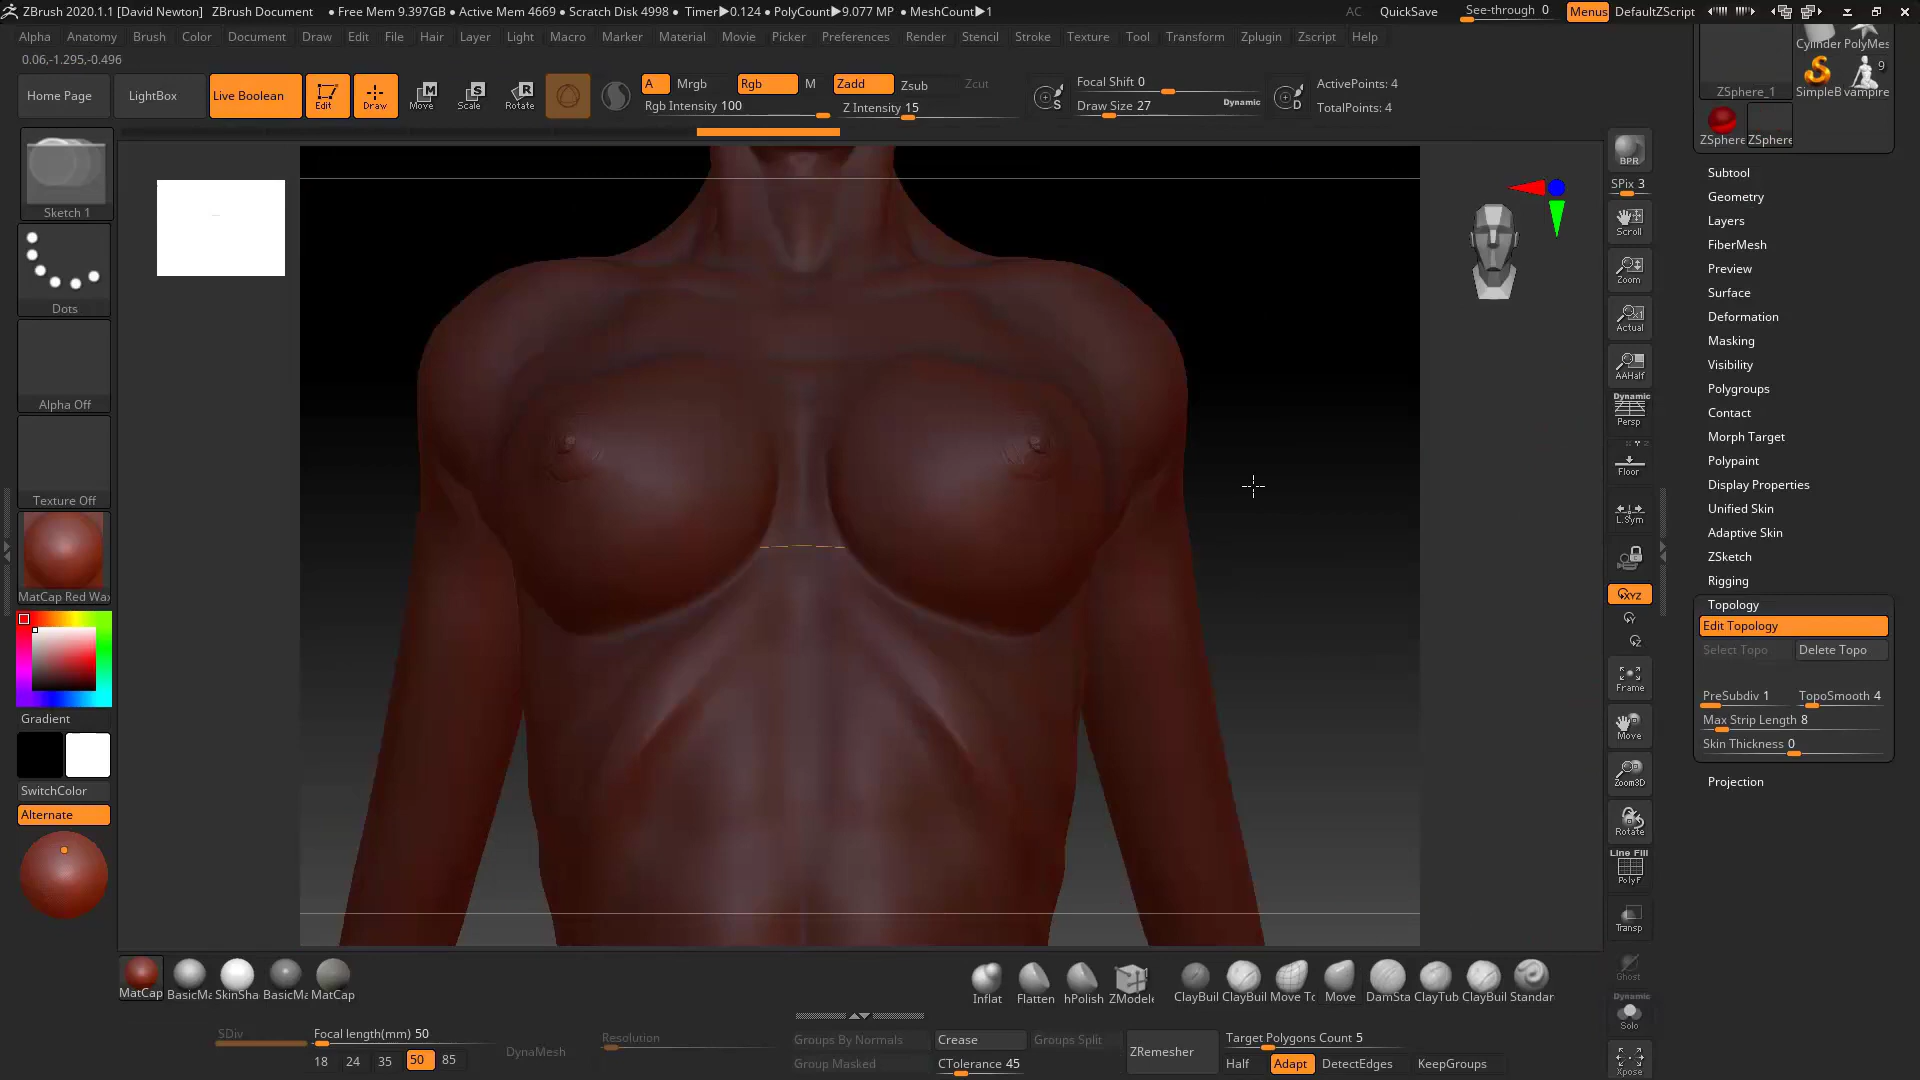 ZBrush 2020.1.1 [David Newton] ZBrush Document • Free Mem 9.397GB • Active Mem 4669 • Scratch Disk 4998 • Timer▶0.124 • PolyCount▶9.077 MP • MeshCount▶1 AC QuickSave See-through 0 Menus DefaultZScript
Alpha Anatomy Brush Color Document Draw Edit File Hair Layer Light Macro Marker Material Movie Picker Preferences Render Stencil Stroke Texture Tool Transform Zplugin Zscript Help
0.06,-1.295,-0.496
Home Page LightBox Live Boolean Edit Draw Move Scale Rotate
A Mrgb Rgb M Zadd Zsub Zcut
Rgb Intensity 100 Z Intensity 15
Focal Shift 0
Draw Size 27 Dynamic
ActivePoints: 4
TotalPoints: 4
Sketch 1
Dots
Alpha Off
Texture Off
MatCap Red Wax
Gradient
SwitchColor
Alternate
BPR
SPix 3
Scroll
Zoom
Actual
AAHalf
Dynamic
Persp
Floor
L.Sym
XYZ
Y
Z
Frame
Move
Zoom3D
Rotate
Line Fill
PolyF
Transp
Ghost
Dynamic
Solo
Xpose
Cylinder PolyMes
9
ZSphere_1 SimpleB vampire
ZSphere ZSphere
Subtool
Geometry
Layers
FiberMesh
Preview
Surface
Deformation
Masking
Visibility
Polygroups
Contact
Morph Target
Polypaint
Display Properties
Unified Skin
Adaptive Skin
ZSketch
Rigging
Topology
Edit Topology
Select Topo Delete Topo
PreSubdiv 1 TopoSmooth 4
Max Strip Length 8
Skin Thickness 0
Projection
MatCap BasicMa SkinSha BasicMa MatCap
Inflat Flatten hPolish ZModele ClayBuil ClayBuil Move To Move DamSta ClayTub ClayBuil Standar
SDiv Focal length(mm) 50
18 24 35 50 85
DynaMesh
Resolution
Groups By Normals Crease Groups Split
Group Masked CTolerance 45
ZRemesher
Target Polygons Count 5
Half Adapt DetectEdges KeepGroups